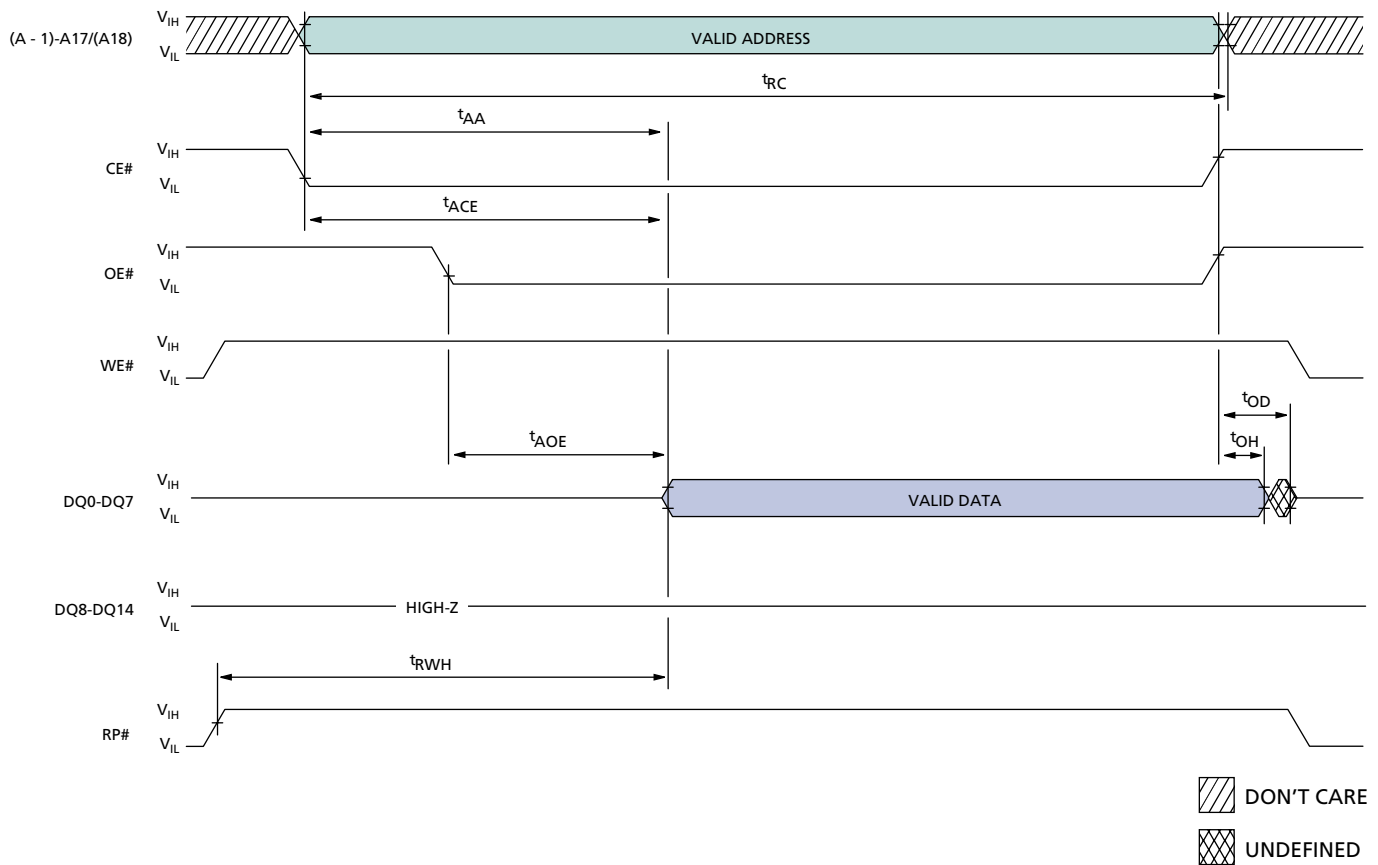 (A - 1)-A17/(A18)
VIH
VIL
VALID ADDRESS
tRC
tAA
CE#
VIH
VIL
tACE
OE#
VIH
VIL
WE#
VIH
VIL
tOD
tOH
tAOE
DQ0-DQ7
VIH
VIL
VALID DATA
DQ8-DQ14
VIH
VIL
HIGH-Z
tRWH
RP#
VIH
VIL
DON'T CARE
UNDEFINED